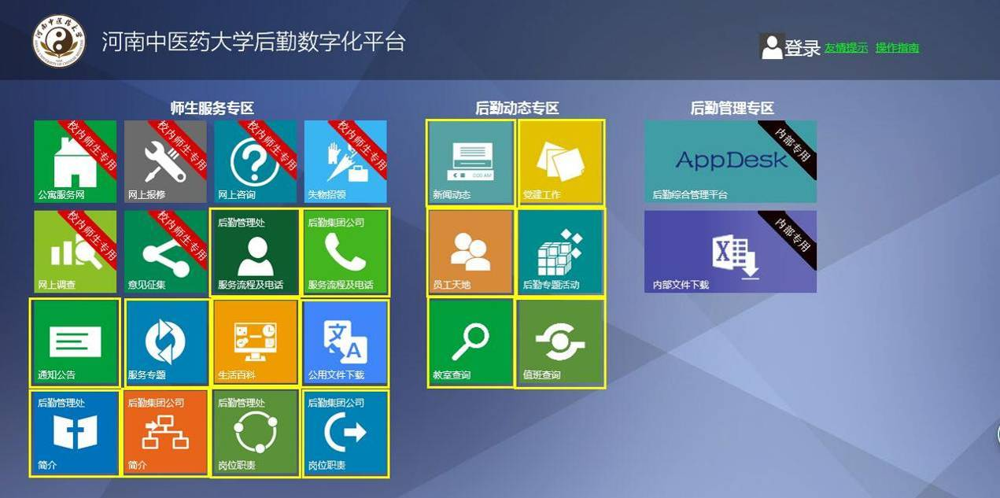 河南中医药大学
河南中医药大学后勤数字化平台
登录 友情提示 操作指南
师生服务专区
校内师生专用
公寓服务网
校内师生专用
网上报修
校内师生专用
网上咨询
校内师生专用
失物招领
校内师生专用
网上调查
校内师生专用
意见征集
后勤管理处
服务流程及电话
后勤集团公司
服务流程及电话
通知公告
服务专题
生活百科
文A
公用文件下载
后勤管理处
简介
后勤集团公司
简介
后勤管理处
岗位职责
后勤集团公司
岗位职责
后勤动态专区
新闻动态
党建工作
员工天地
后勤专题活动
教室查询
值班查询
后勤管理专区
内部专用
AppDesk
后勤综合管理平台
内部专用
X
内部文件下载